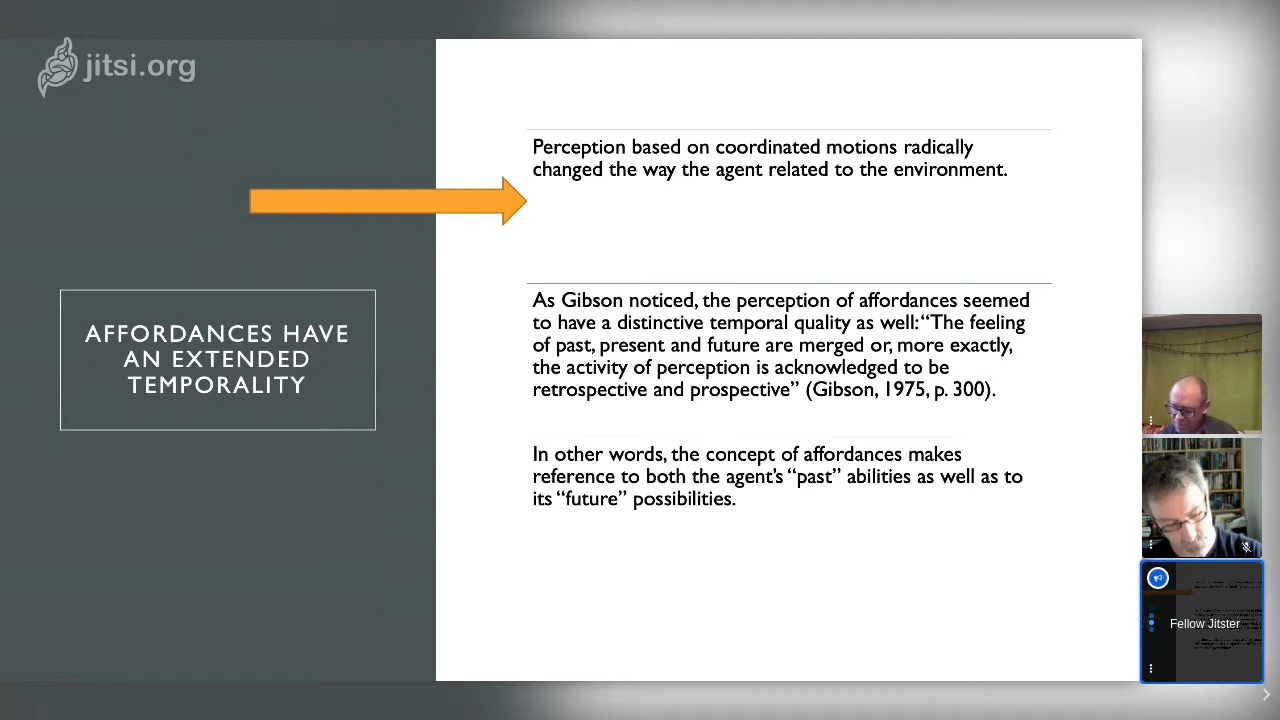 jitsi.org
AFFORDANCES HAVE
AN EXTENDED
TEMPORALITY
Perception based on coordinated motions radically
changed the way the agent related to the environment.
As Gibson noticed, the perception of affordances seemed
to have a distinctive temporal quality as well: “The feeling
of past, present and future are merged or, more exactly,
the activity of perception is acknowledged to be
retrospective and prospective” (Gibson, 1975, p. 300).
In other words, the concept of affordances makes
reference to both the agent’s “past” abilities as well as to
its “future” possibilities.
Fellow Jitster